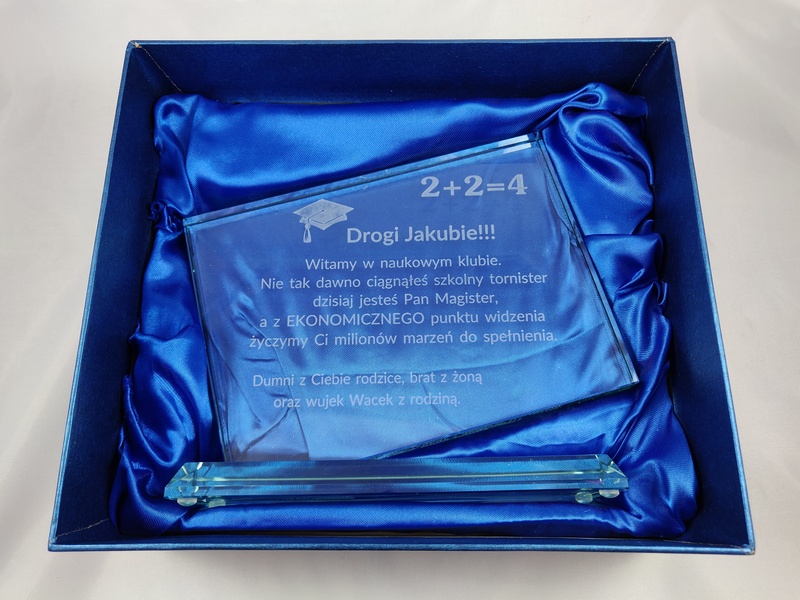 2+2=4
Drogi Jakubie!!!
Witamy w naukowym klubie.
Nie tak dawno ciągnąłeś szkolny tornister
dzisiaj jesteś Pan Magister,
a z EKONOMICZNEGO punktu widzenia
życzymy Ci milionów marzeń do spełnienia.
Dumni z Ciebie rodzice, brat z żoną
oraz wujek Wacek z rodziną.